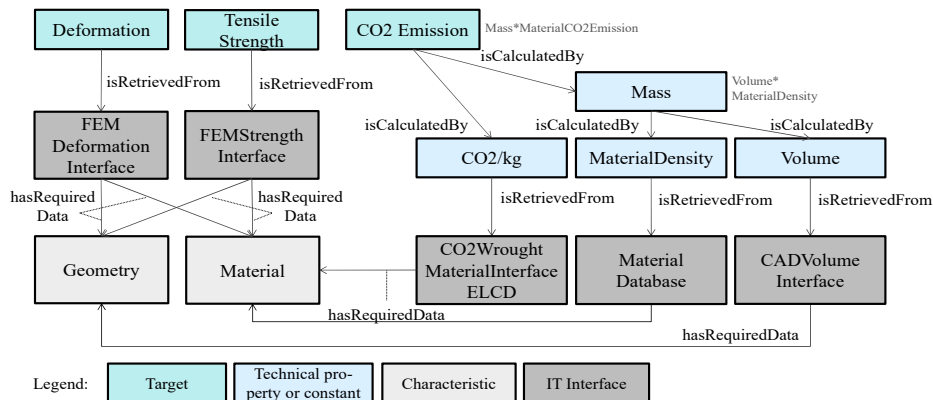 Deformation
Tensile
Strength
CO2 Emission
Mass*MaterialCO2Emission
isCalculatedBy
isRetrievedFrom
isRetrievedFrom
Mass
Volume*
MaterialDensity
FEM
Deformation
Interface
FEMStrength
Interface
isCalculatedBy
isCalculatedBy
isCalculatedBy
CO2/kg
MaterialDensity
Volume
hasRequired
Data
hasRequired
Data
isRetrievedFrom
isRetrievedFrom
isRetrievedFrom
Geometry
Material
CO2Wrought
MaterialInterface
ELCD
Material
Database
CADVolume
Interface
hasRequiredData
hasRequiredData
Legend:
Target
Technical pro-
perty or constant
Characteristic
IT Interface